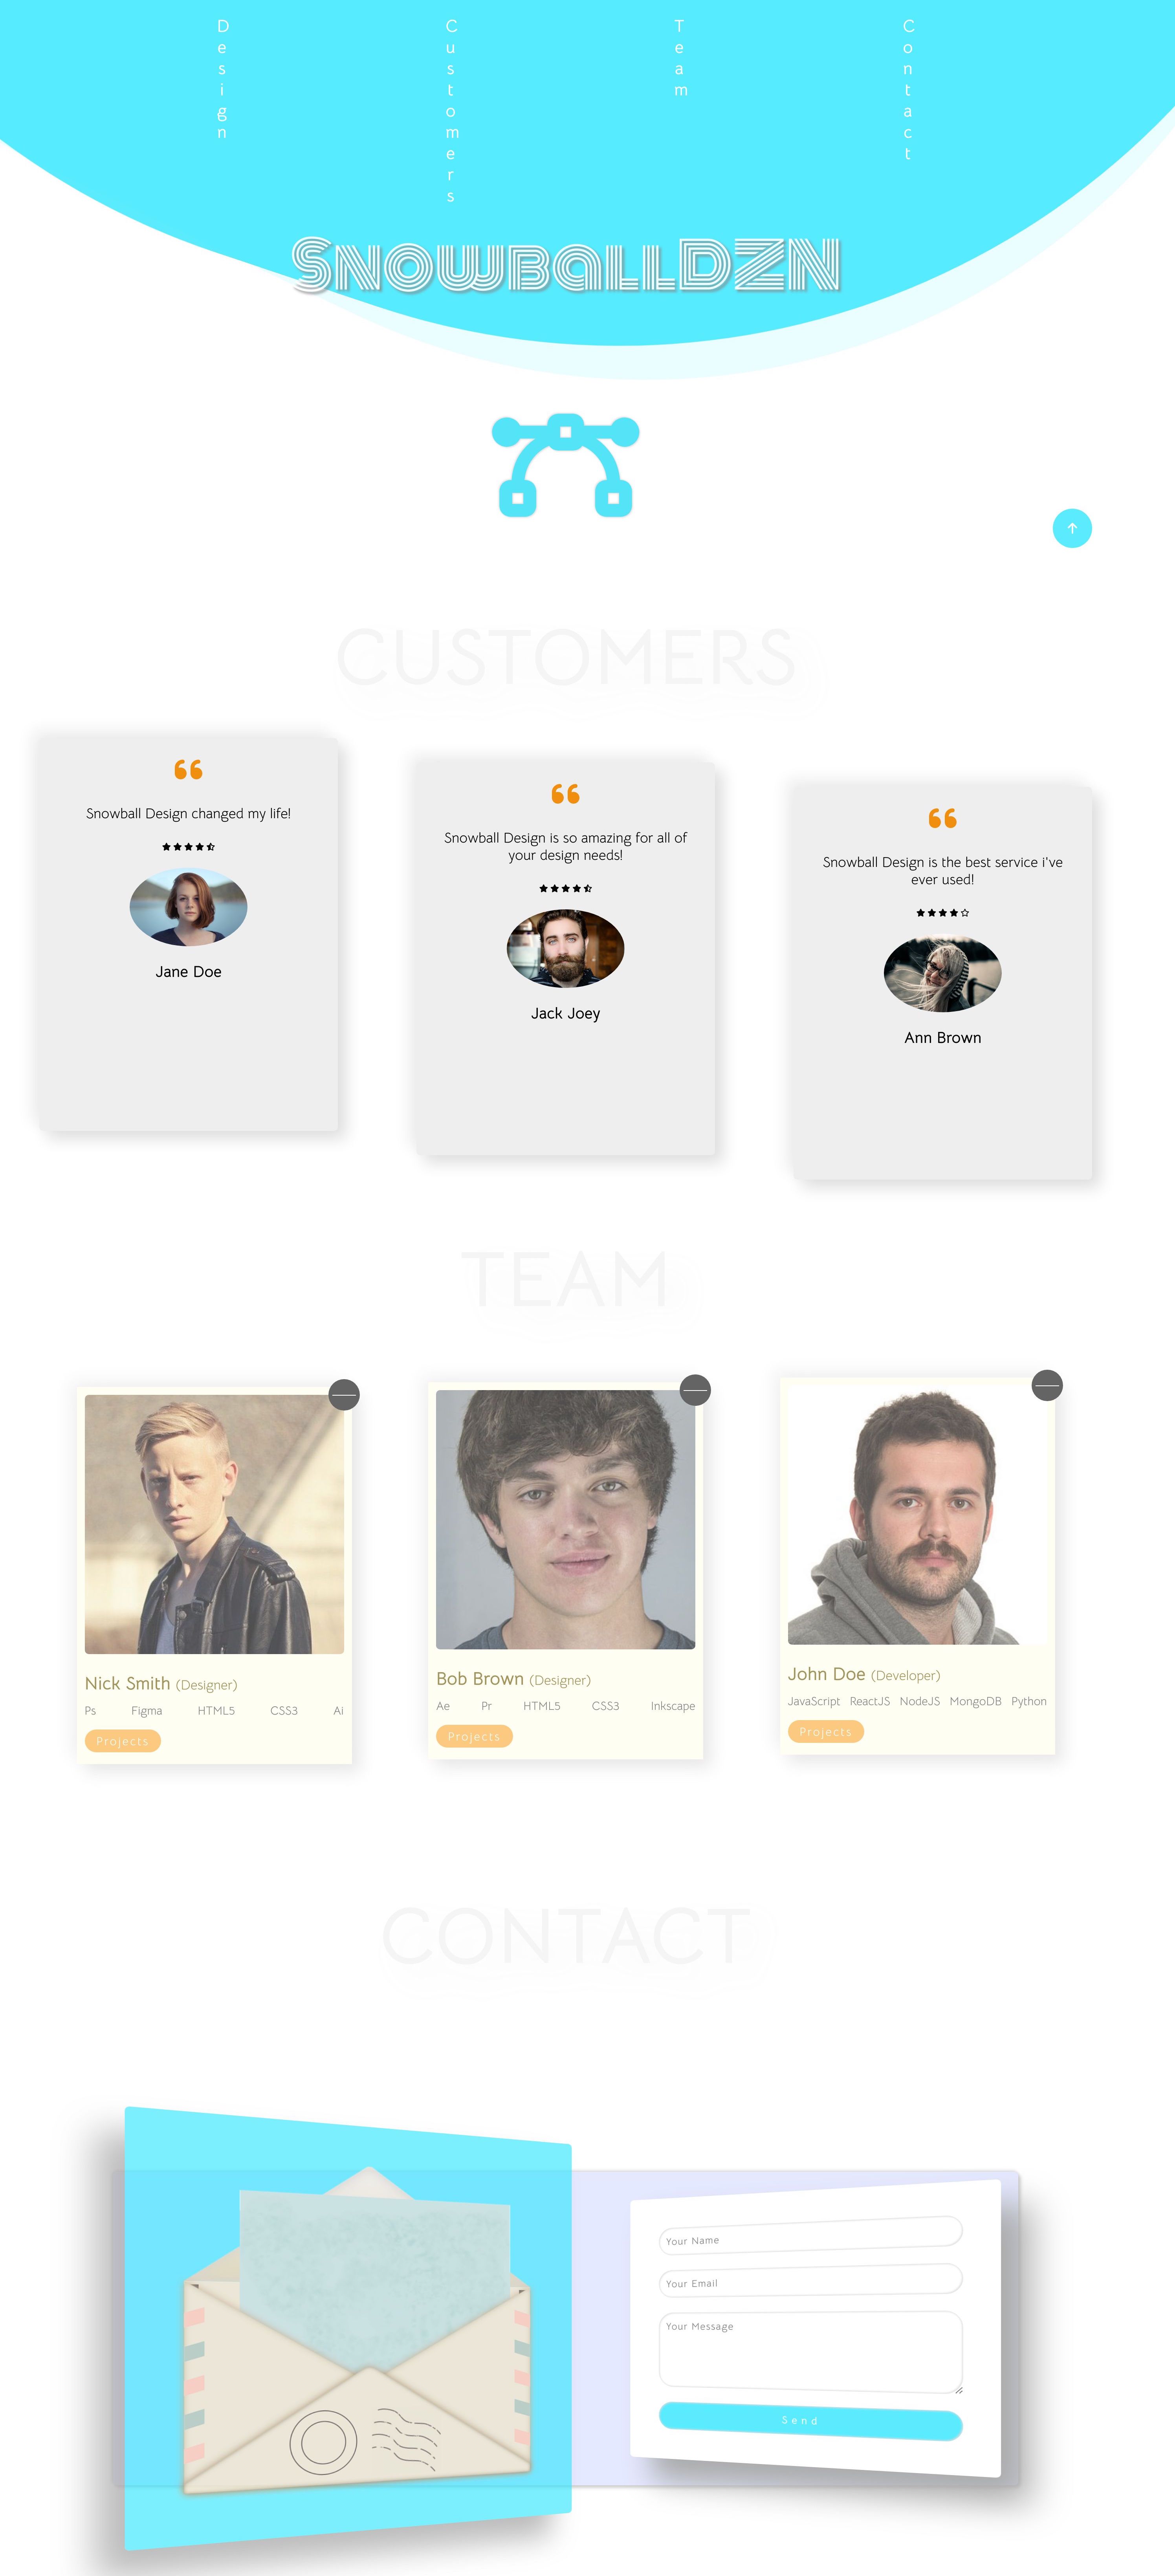 Design
Customers
Team
Contact
SnowballDZN
CUSTOMERS
Snowball Design changed my life!
Jane Doe
Snowball Design is so amazing for all of
your design needs!
Jack Joey
Snowball Design is the best service i've
ever used!
Ann Brown
TEAM
Nick Smith (Designer)
Ps Figma HTML5 CSS3 Ai
Projects
Bob Brown (Designer)
Ae Pr HTML5 CSS3 Inkscape
Projects
John Doe (Developer)
JavaScript ReactJS NodeJS MongoDB Python
Projects
CONTACT
Your Name
Your Email
Your Message
Send